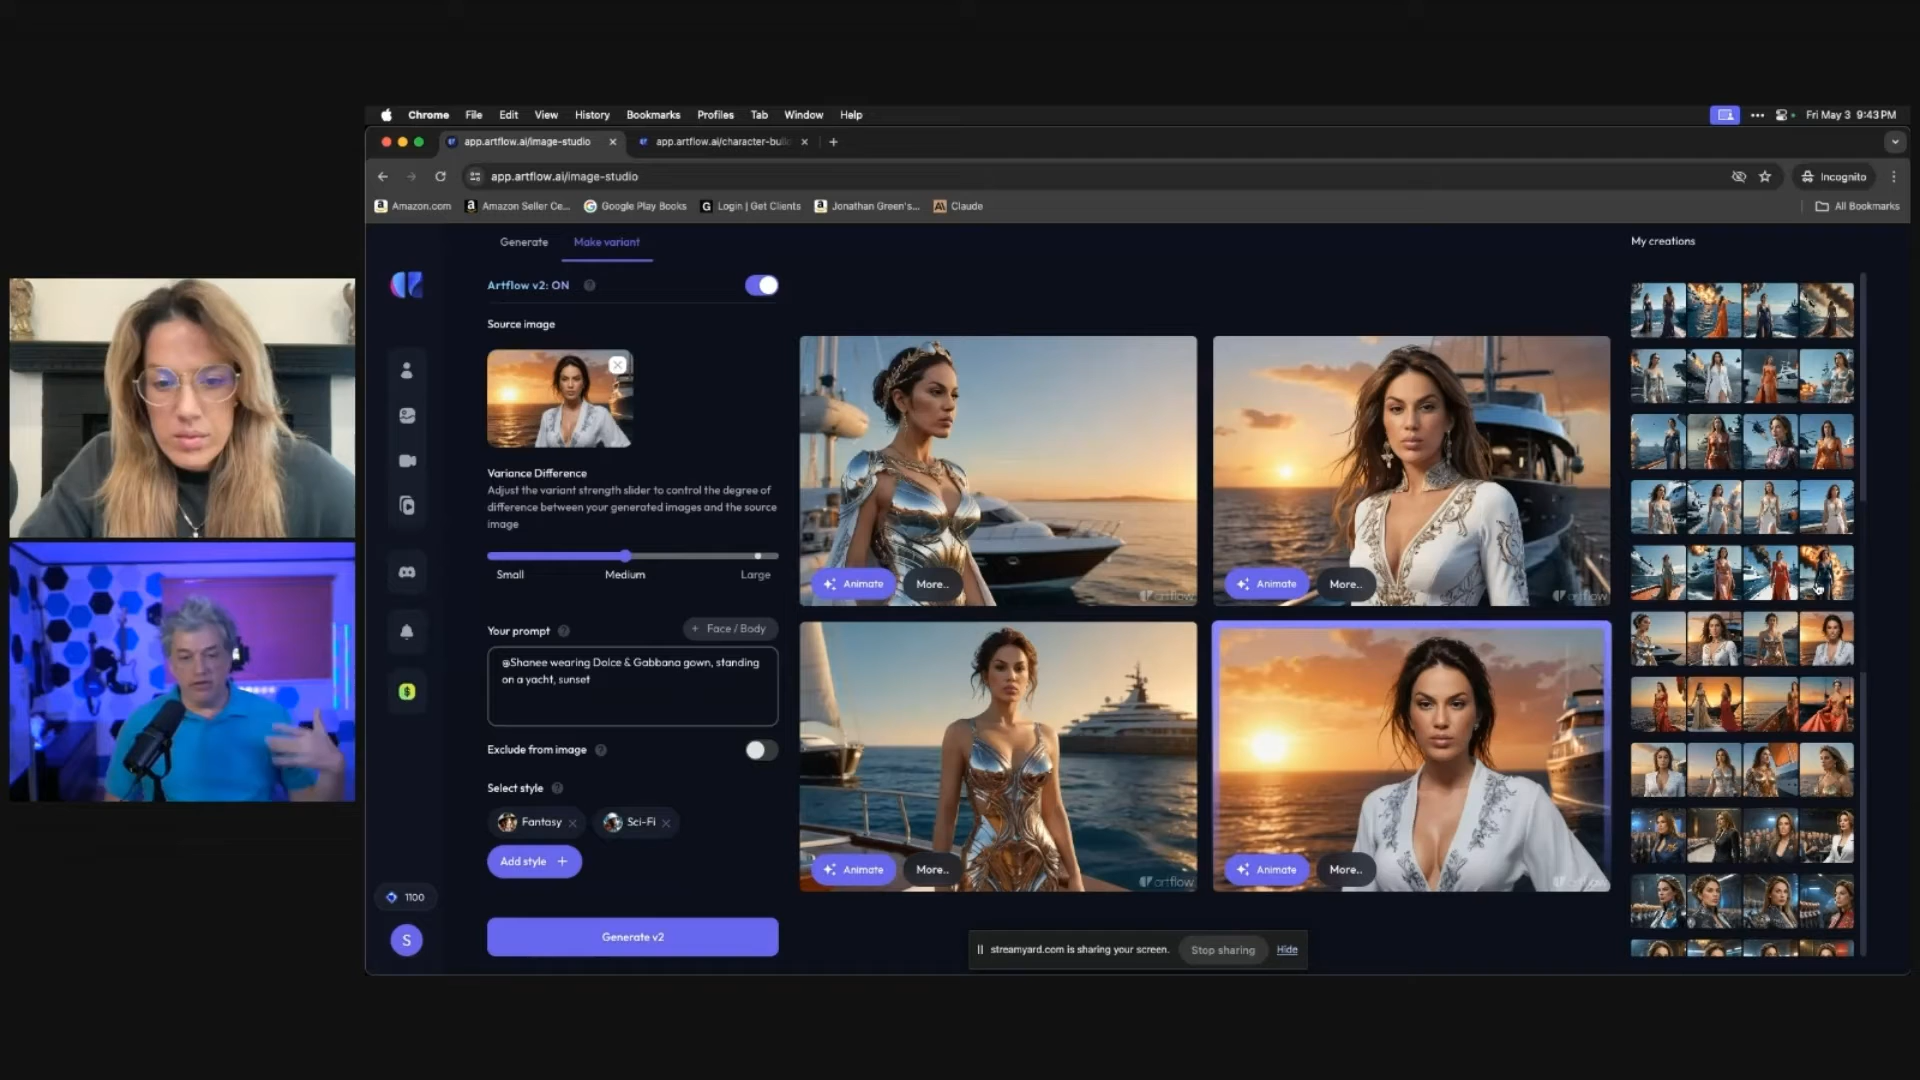 Chrome File Edit View History Bookmarks Profiles Tab Window Help
Fri May 3 9:43 PM
app.artflow.ai/image-studio
app.artflow.ai/character-buil
app.artflow.ai/image-studio
Incognito
Amazon.com
Amazon Seller Ce...
Google Play Books
Login | Get Clients
Jonathan Green's...
Claude
All Bookmarks
Generate
Make variant
My creations
Artflow v2: ON
Source image
Variance Difference
Adjust the variant strength slider to control the degree of
difference between your generated images and the source
image
Small
Medium
Large
Your prompt
+ Face / Body
@Shanee wearing Dolce & Gabbana gown, standing
on a yacht, sunset
Exclude from image
Select style
Fantasy
Sci-Fi
Add style +
1100
S
Generate v2
Animate
More..
artflow
Animate
More..
artflow
Animate
More..
artflow
Animate
More..
artflow
streamyard.com is sharing your screen.
Stop sharing
Hide